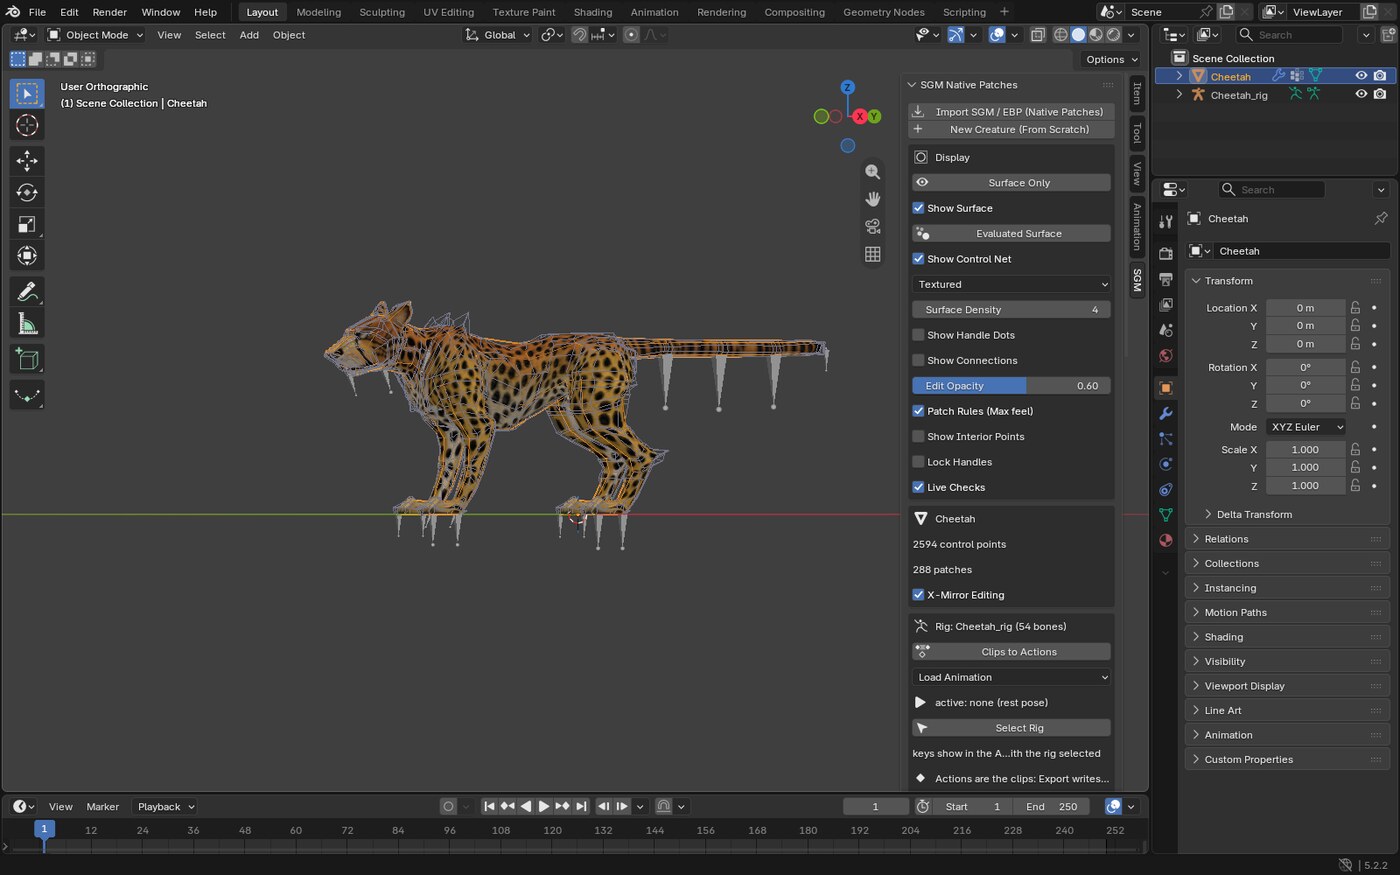 File Edit Render Window Help Layout Modeling Sculpting UV Editing Texture Paint Shading Animation Rendering Compositing Geometry Nodes Scripting + Scene ViewLayer
Object Mode View Select Add Object Global Search
Options
User Orthographic
(1) Scene Collection | Cheetah
Z
X
Y
SGM Native Patches
Import SGM / EBP (Native Patches)
New Creature (From Scratch)
Display
Surface Only
Show Surface
Evaluated Surface
Show Control Net
Textured
Surface Density 4
Show Handle Dots
Show Connections
Edit Opacity 0.60
Patch Rules (Max feel)
Show Interior Points
Lock Handles
Live Checks
Cheetah
2594 control points
288 patches
X-Mirror Editing
Rig: Cheetah_rig (54 bones)
Clips to Actions
Load Animation
active: none (rest pose)
Select Rig
keys show in the A...ith the rig selected
Actions are the clips: Export writes...
Item
Tool
View
Animation
SGM
Scene Collection
Cheetah
Cheetah_rig
Search
Cheetah
Cheetah
Transform
Location X 0 m
Y 0 m
Z 0 m
Rotation X 0°
Y 0°
Z 0°
Mode XYZ Euler
Scale X 1.000
Y 1.000
Z 1.000
Delta Transform
Relations
Collections
Instancing
Motion Paths
Shading
Visibility
Viewport Display
Line Art
Animation
Custom Properties
View Marker Playback 1 Start 1 End 250
1 12 24 36 48 60 72 84 96 108 120 132 144 156 168 180 192 204 216 228 240 252
5.2.2